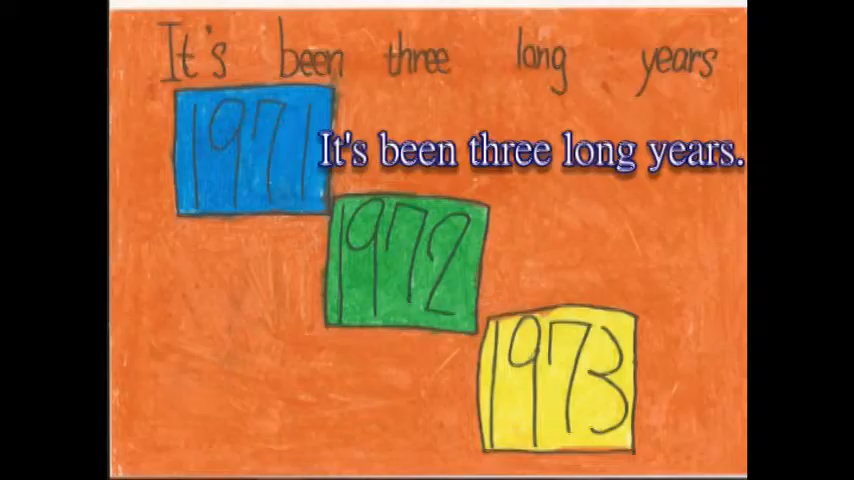 It's been three long years
1971
It's been three long years.
1972
1973